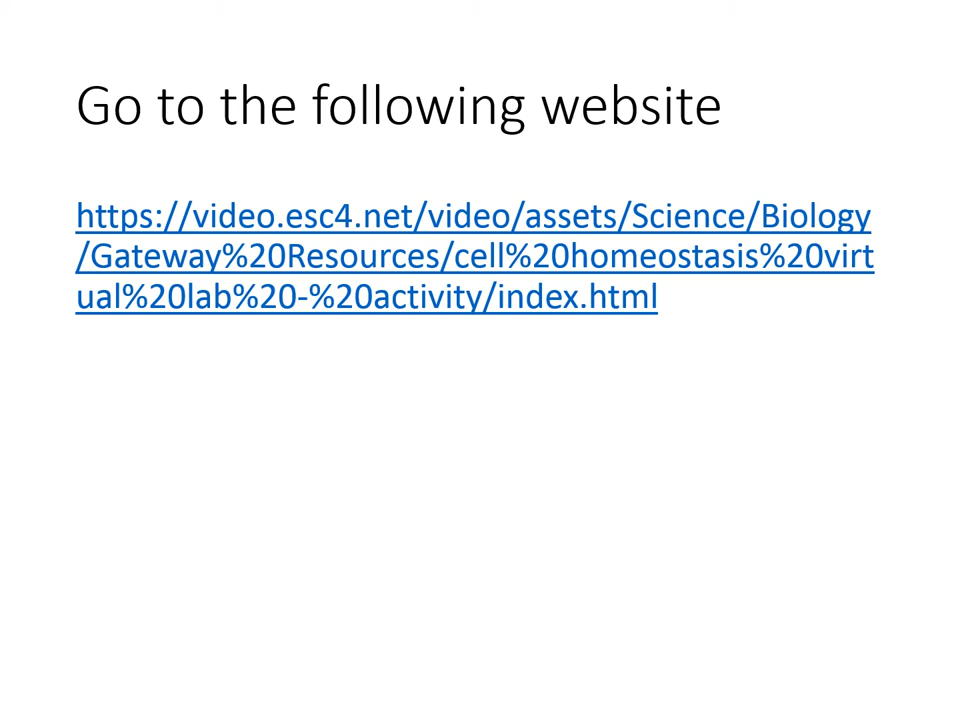 Go to the following website
https://video.esc4.net/video/assets/Science/Biology
/Gateway%20Resources/cell%20homeostasis%20virt
ual%20lab%20-%20activity/index.html